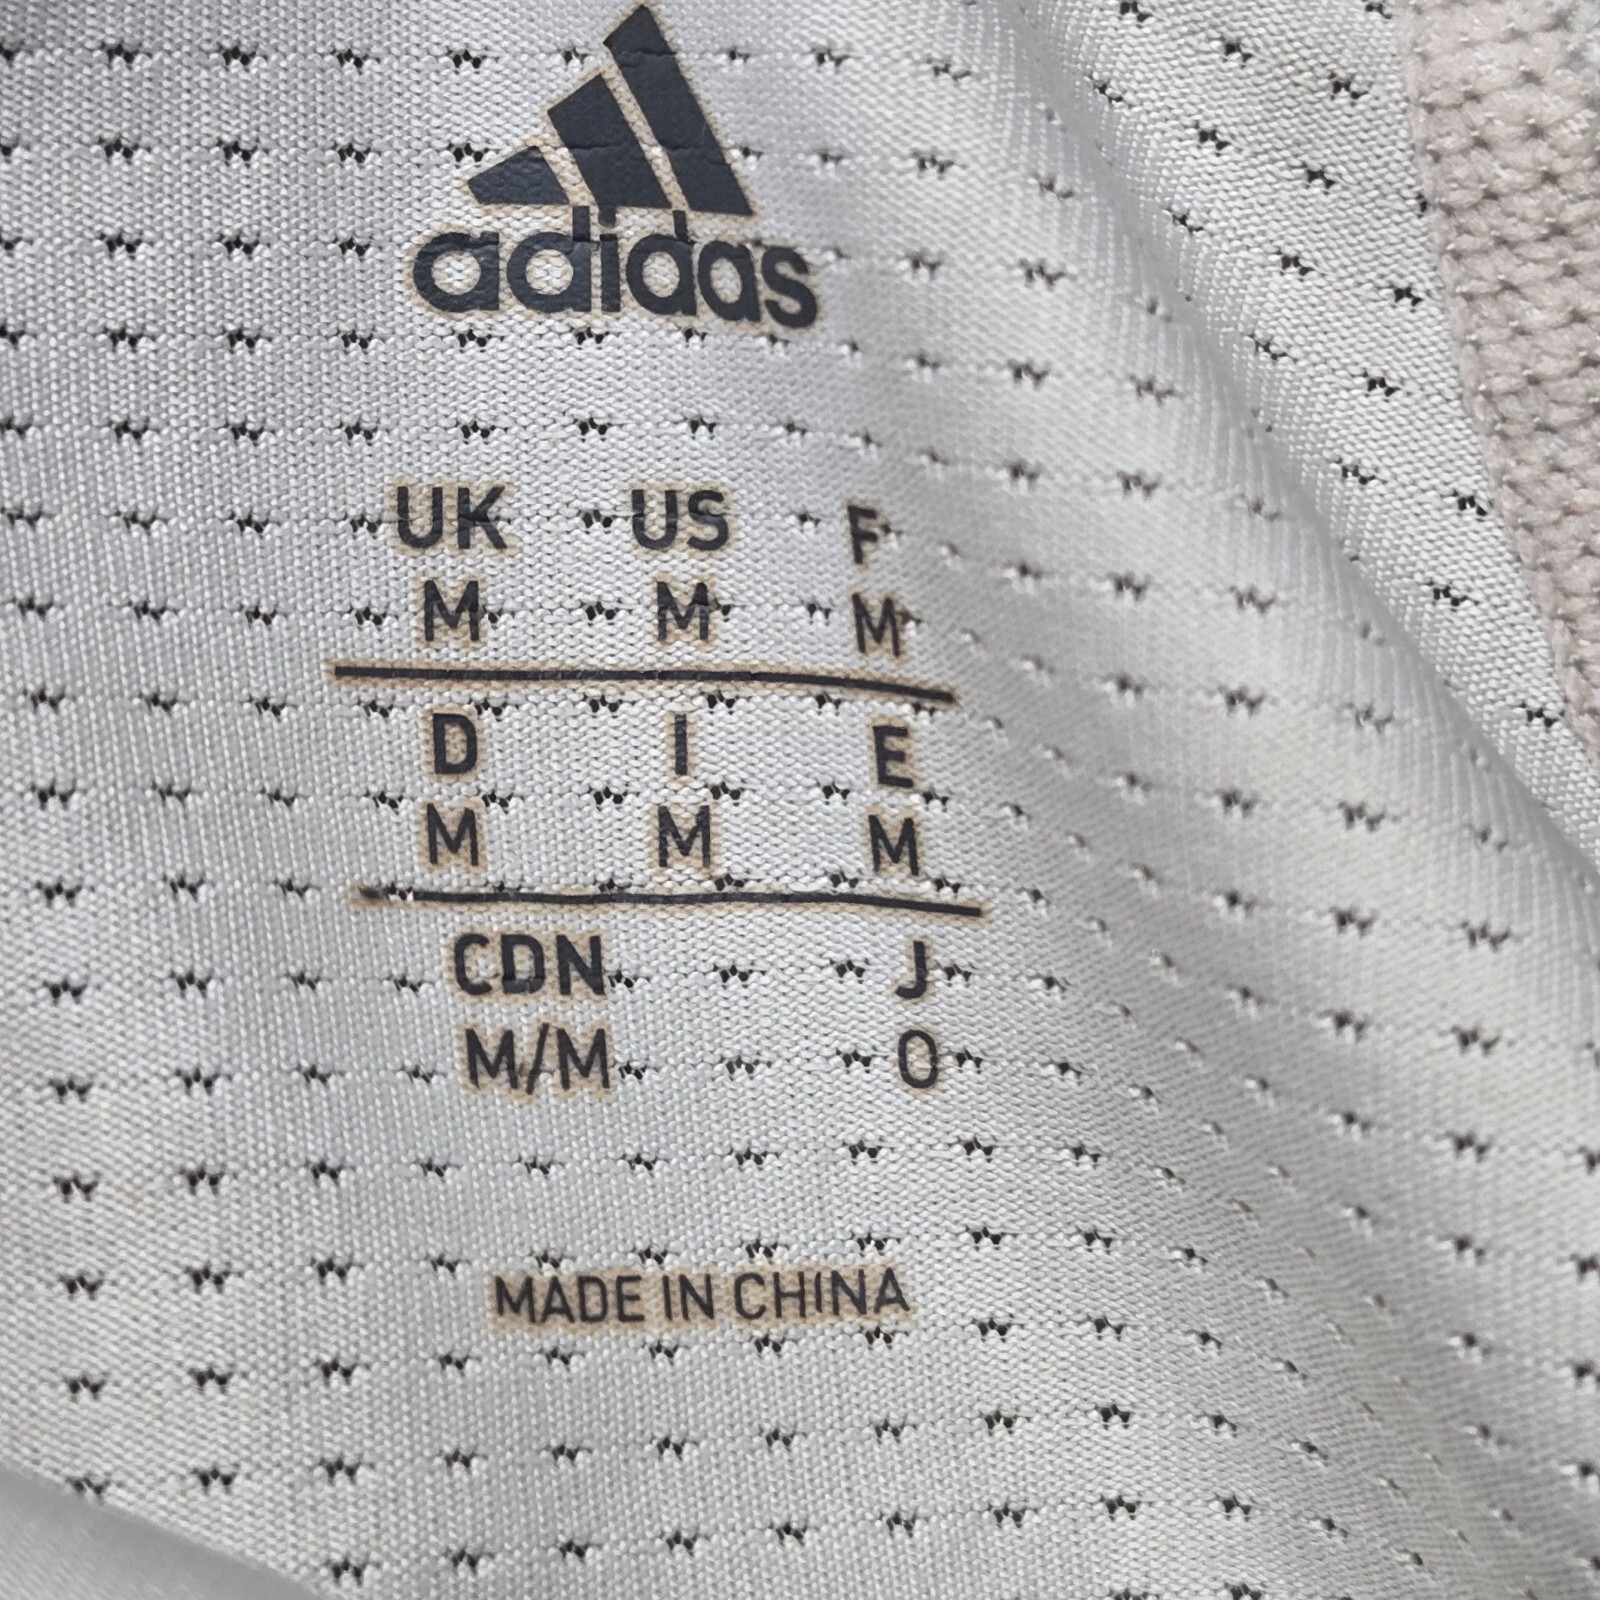 adidas
UK US F
M M M
D I E
M M M
CDN J
M/M O
MADE IN CHINA